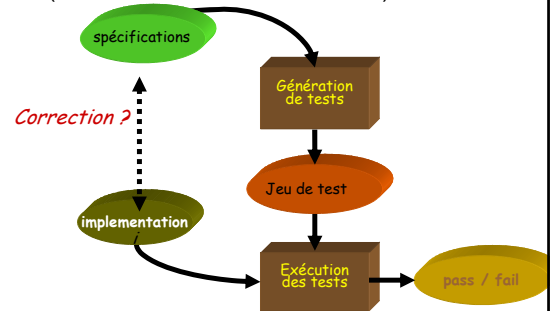 spécifications
Génération
de tests
Correction ?
Jeu de test
implementation
Exécution
des tests
pass / fail